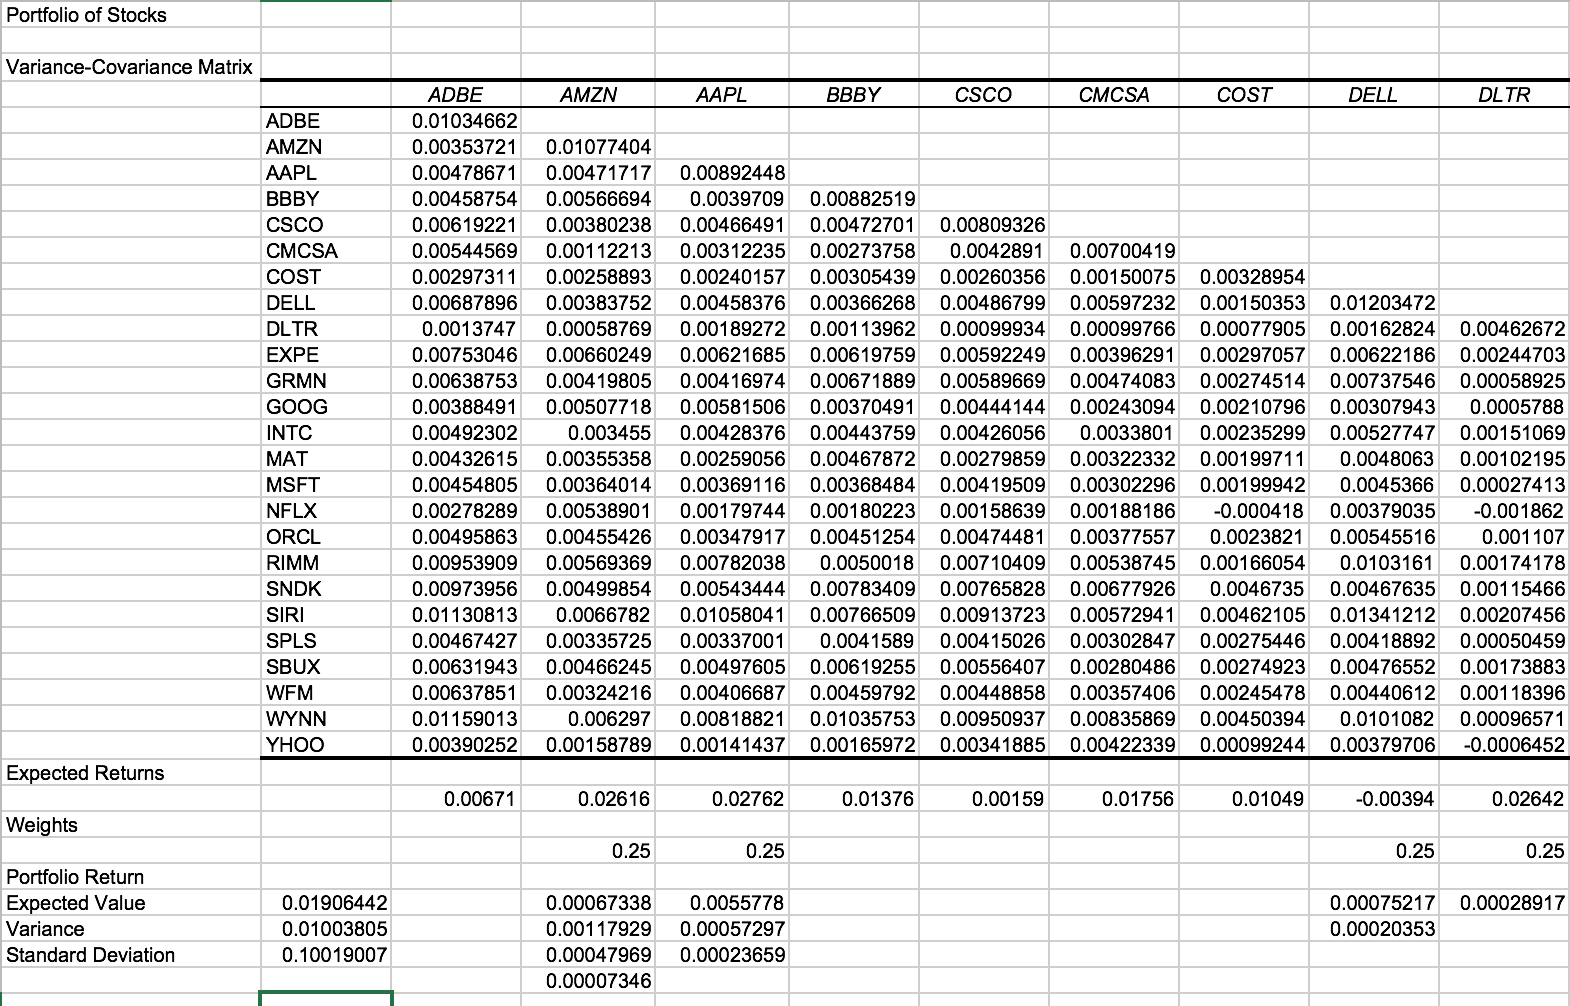 Portfolio of Stocks
Variance-Covariance Matrix
ADBE AMZN AAPL BBBY CSCO CMCSA COST DELL DLTR
ADBE 0.01034662
AMZN 0.00353721 0.01077404
AAPL 0.00478671 0.00471717 0.00892448
BBBY 0.00458754 0.00566694 0.0039709 0.00882519
CSCO 0.00619221 0.00380238 0.00466491 0.00472701 0.00809326
CMCSA 0.00544569 0.00112213 0.00312235 0.00273758 0.0042891 0.00700419
COST 0.00297311 0.00258893 0.00240157 0.00305439 0.00260356 0.00150075 0.00328954
DELL 0.00687896 0.00383752 0.00458376 0.00366268 0.00486799 0.00597232 0.00150353 0.01203472
DLTR 0.0013747 0.00058769 0.00189272 0.00113962 0.00099934 0.00099766 0.00077905 0.00162824 0.00462672
EXPE 0.00753046 0.00660249 0.00621685 0.00619759 0.00592249 0.00396291 0.00297057 0.00622186 0.00244703
GRMN 0.00638753 0.00419805 0.00416974 0.00671889 0.00589669 0.00474083 0.00274514 0.00737546 0.00058925
GOOG 0.00388491 0.00507718 0.00581506 0.00370491 0.00444144 0.00243094 0.00210796 0.00307943 0.0005788
INTC 0.00492302 0.003455 0.00428376 0.00443759 0.00426056 0.0033801 0.00235299 0.00527747 0.00151069
MAT 0.00432615 0.00355358 0.00259056 0.00467872 0.00279859 0.00322332 0.00199711 0.0048063 0.00102195
MSFT 0.00454805 0.00364014 0.00369116 0.00368484 0.00419509 0.00302296 0.00199942 0.0045366 0.00027413
NFLX 0.00278289 0.00538901 0.00179744 0.00180223 0.00158639 0.00188186 -0.000418 0.00379035 -0.001862
ORCL 0.00495863 0.00455426 0.00347917 0.00451254 0.00474481 0.00377557 0.0023821 0.00545516 0.001107
RIMM 0.00953909 0.00569369 0.00782038 0.0050018 0.00710409 0.00538745 0.00166054 0.0103161 0.00174178
SNDK 0.00973956 0.00499854 0.00543444 0.00783409 0.00765828 0.00677926 0.0046735 0.00467635 0.00115466
SIRI 0.01130813 0.0066782 0.01058041 0.00766509 0.00913723 0.00572941 0.00462105 0.01341212 0.00207456
SPLS 0.00467427 0.00335725 0.00337001 0.0041589 0.00415026 0.00302847 0.00275446 0.00418892 0.00050459
SBUX 0.00631943 0.00466245 0.00497605 0.00619255 0.00556407 0.00280486 0.00274923 0.00476552 0.00173883
WFM 0.00637851 0.00324216 0.00406687 0.00459792 0.00448858 0.00357406 0.00245478 0.00440612 0.00118396
WYNN 0.01159013 0.006297 0.00818821 0.01035753 0.00950937 0.00835869 0.00450394 0.0101082 0.00096571
YHOO 0.00390252 0.00158789 0.00141437 0.00165972 0.00341885 0.00422339 0.00099244 0.00379706 -0.0006452
Expected Returns
0.00671 0.02616 0.02762 0.01376 0.00159 0.01756 0.01049 -0.00394 0.02642
Weights
0.25 0.25 0.25 0.25
Portfolio Return
Expected Value 0.01906442 0.00067338 0.0055778 0.00075217 0.00028917
Variance 0.01003805 0.00117929 0.00057297 0.00020353
Standard Deviation 0.10019007 0.00047969 0.00023659
0.00007346